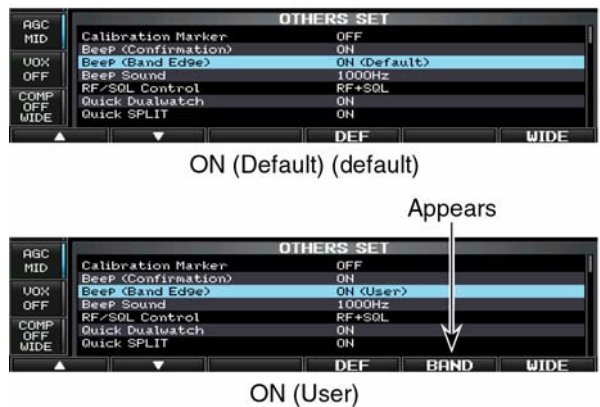 OTHERS SET
AGC
MID
VOX
OFF
COMP
OFF
WIDE
Calibration Marker OFF
Beep (Confirmation) ON
Beep (Band Edge) ON (Default)
Beep Sound 1000Hz
RF/SQL Control RF+SQL
Quick Dualwatch ON
Quick SPLIT ON
▲ ▼ DEF WIDE
ON (Default) (default)
Appears
OTHERS SET
AGC
MID
VOX
OFF
COMP
OFF
WIDE
Calibration Marker OFF
Beep (Confirmation) ON
Beep (Band Edge) ON (User)
Beep Sound 1000Hz
RF/SQL Control RF+SQL
Quick Dualwatch ON
Quick SPLIT ON
▲ ▼ DEF BAND WIDE
ON (User)